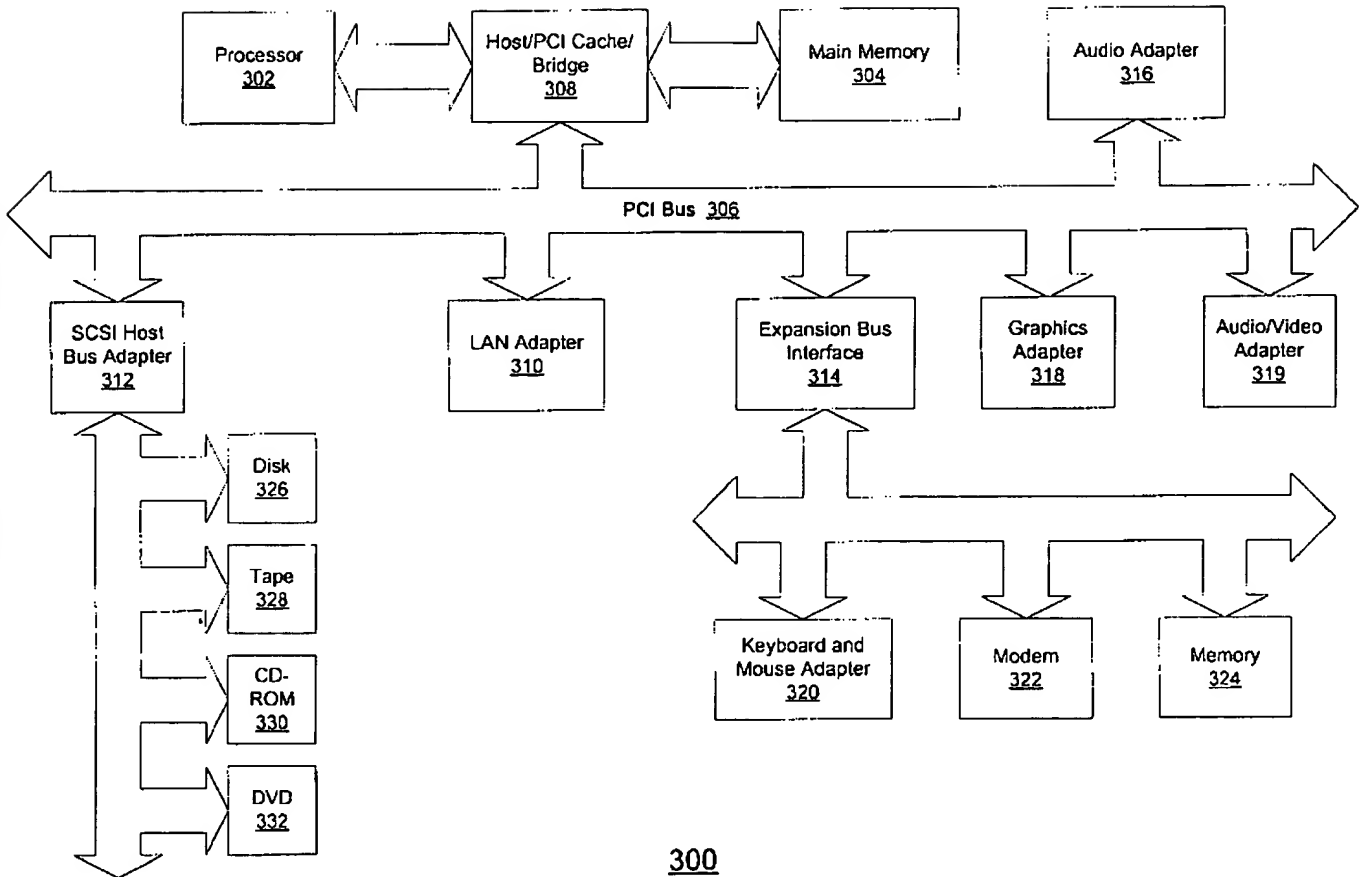 Processor
302
Host/PCI Cache/
Bridge
308
Main Memory
304
Audio Adapter
316
PCI Bus 306
SCSI Host
Bus Adapter
312
LAN Adapter
310
Expansion Bus
Interface
314
Graphics
Adapter
318
Audio/Video
Adapter
319
Disk
326
Tape
328
CD-
ROM
330
DVD
332
Keyboard and
Mouse Adapter
320
Modem
322
Memory
324
300